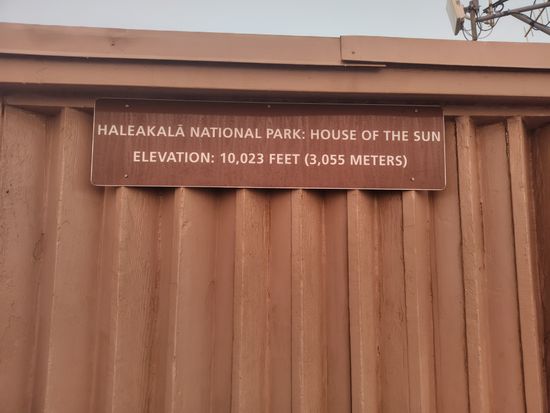 HALEAKALĀ NATIONAL PARK: HOUSE OF THE SUN
ELEVATION: 10,023 FEET (3,055 METERS)